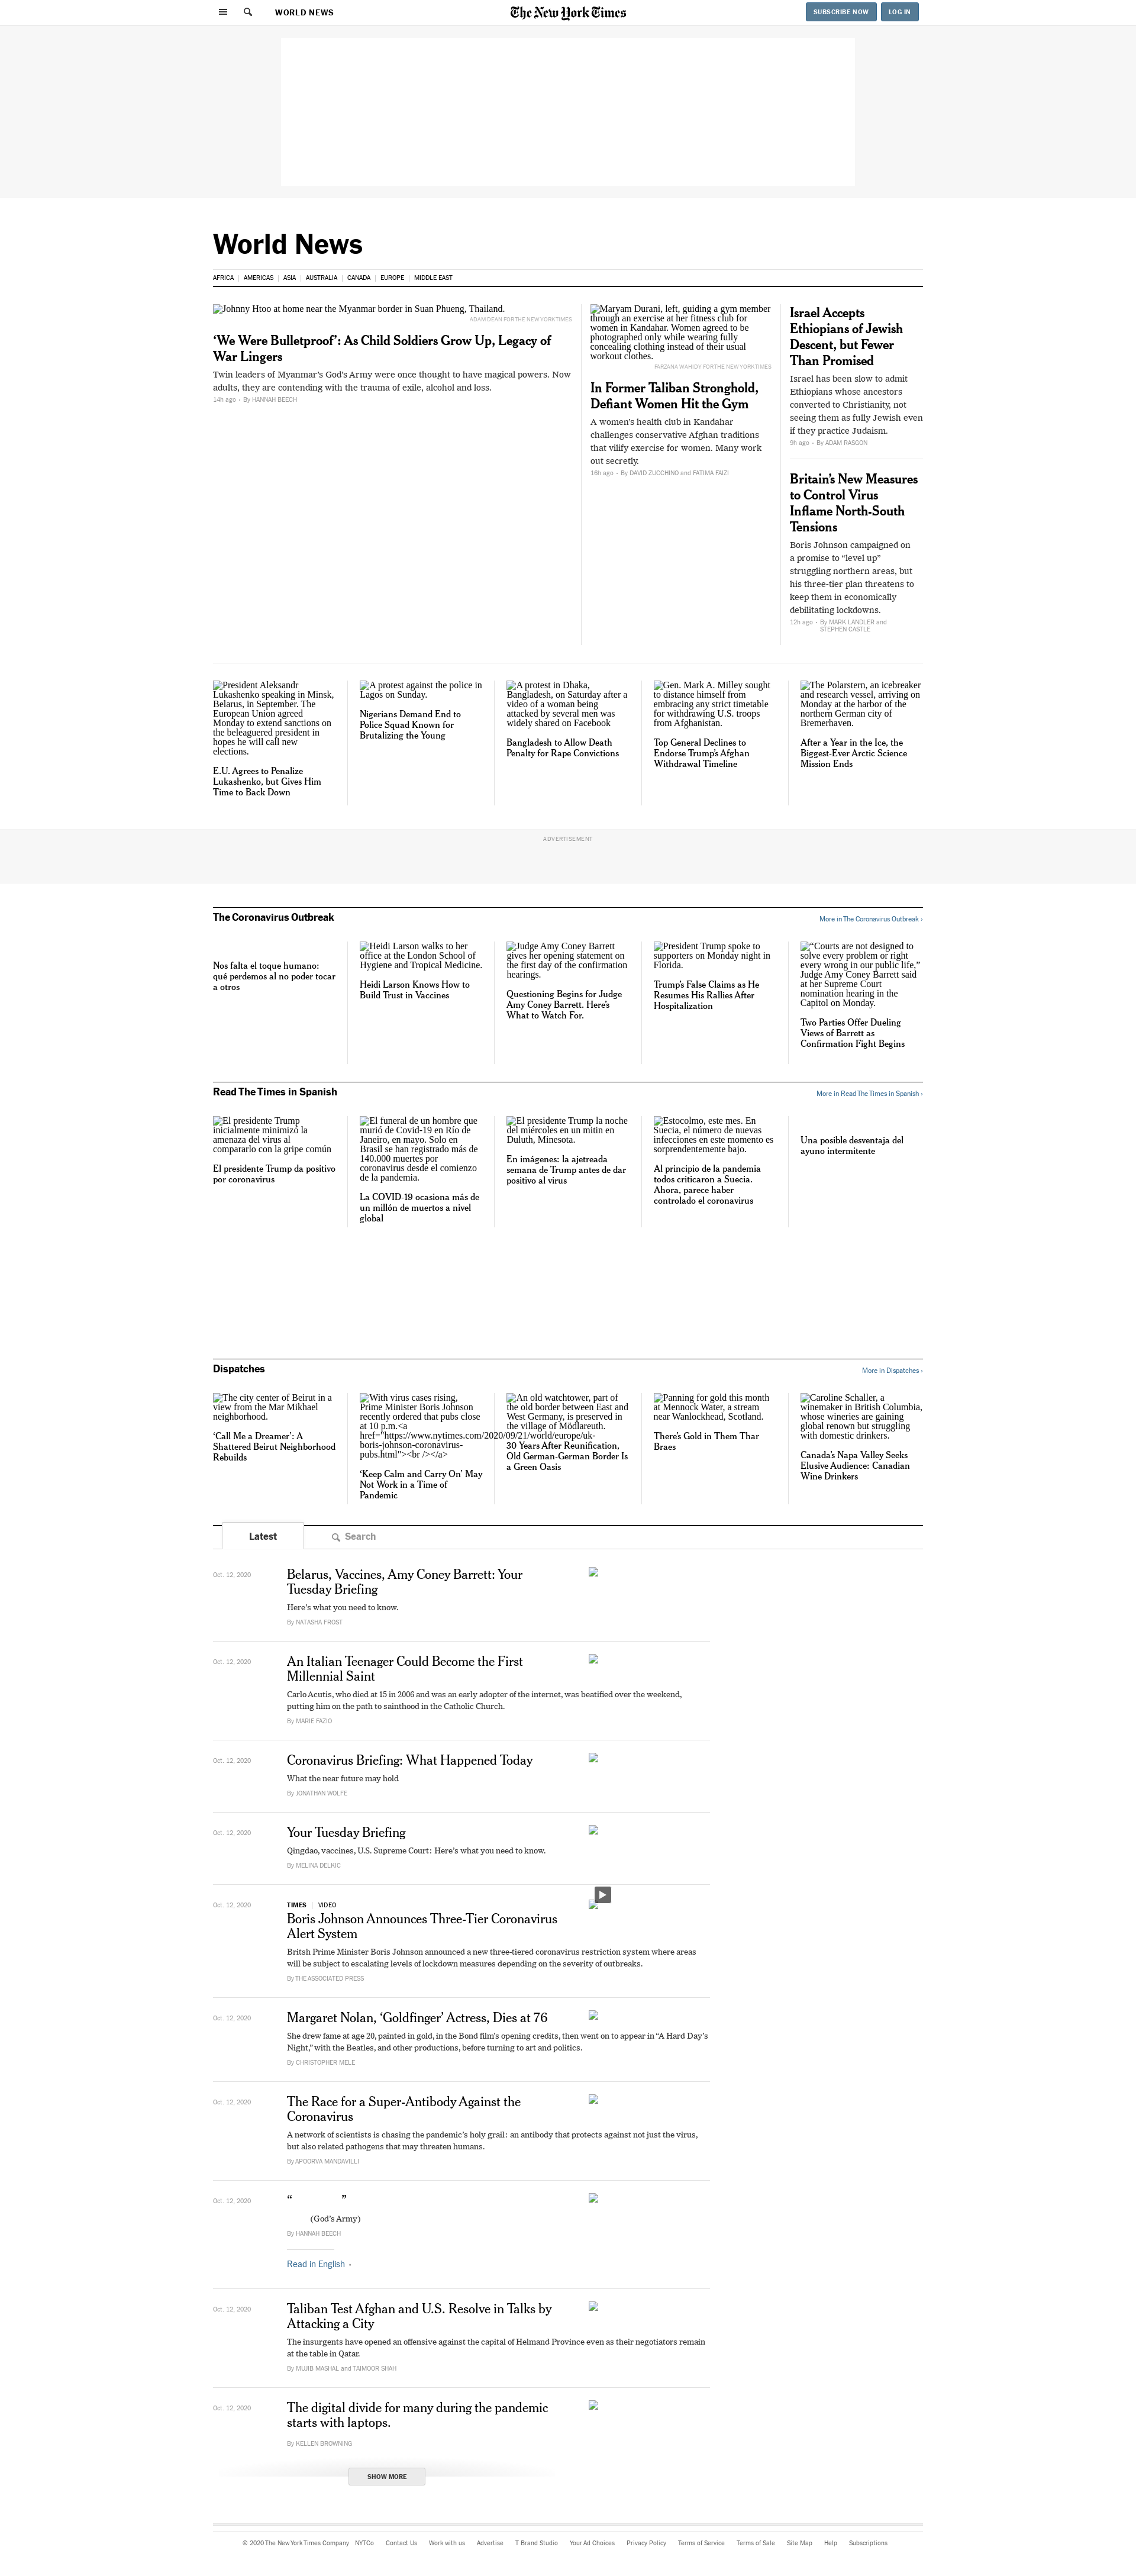 WORLD NEWS
The New York Times
SUBSCRIBE NOW
LOG IN
World News
AFRICA
AMERICAS
ASIA
AUSTRALIA
CANADA
EUROPE
MIDDLE EAST
Johnny Htoo at home near the Myanmar border in Suan Phueng, Thailand.
ADAM DEAN FOR THE NEW YORK TIMES
‘We Were Bulletproof’: As Child Soldiers Grow Up, Legacy of
War Lingers
Twin leaders of Myanmar’s God’s Army were once thought to have magical powers. Now
adults, they are contending with the trauma of exile, alcohol and loss.
14h ago · By HANNAH BEECH
Maryam Durani, left, guiding a gym member
through an exercise at her fitness club for
women in Kandahar. Women agreed to be
photographed only while wearing fully
concealing clothing instead of their usual
workout clothes.
FARZANA WAHIDY FOR THE NEW YORK TIMES
In Former Taliban Stronghold,
Defiant Women Hit the Gym
A women’s health club in Kandahar
challenges conservative Afghan traditions
that vilify exercise for women. Many work
out secretly.
16h ago · By DAVID ZUCCHINO and FATIMA FAIZI
Israel Accepts
Ethiopians of Jewish
Descent, but Fewer
Than Promised
Israel has been slow to admit
Ethiopians whose ancestors
converted to Christianity, not
seeing them as fully Jewish even
if they practice Judaism.
9h ago · By ADAM RASGON
Britain’s New Measures
to Control Virus
Inflame North-South
Tensions
Boris Johnson campaigned on
a promise to “level up”
struggling northern areas, but
his three-tier plan threatens to
keep them in economically
debilitating lockdowns.
12h ago · By MARK LANDLER and
STEPHEN CASTLE
President Aleksandr
Lukashenko speaking in Minsk,
Belarus, in September. The
European Union agreed
Monday to extend sanctions on
the beleaguered president in
hopes he will call new
elections.
E.U. Agrees to Penalize
Lukashenko, but Gives Him
Time to Back Down
A protest against the police in
Lagos on Sunday.
Nigerians Demand End to
Police Squad Known for
Brutalizing the Young
A protest in Dhaka,
Bangladesh, on Saturday after a
video of a woman being
attacked by several men was
widely shared on Facebook
Bangladesh to Allow Death
Penalty for Rape Convictions
Gen. Mark A. Milley sought
to distance himself from
embracing any strict timetable
for withdrawing U.S. troops
from Afghanistan.
Top General Declines to
Endorse Trump’s Afghan
Withdrawal Timeline
The Polarstern, an icebreaker
and research vessel, arriving on
Monday at the harbor of the
northern German city of
Bremerhaven.
After a Year in the Ice, the
Biggest-Ever Arctic Science
Mission Ends
ADVERTISEMENT
The Coronavirus Outbreak
More in The Coronavirus Outbreak ›
Nos falta el toque humano:
qué perdemos al no poder tocar
a otros
Heidi Larson walks to her
office at the London School of
Hygiene and Tropical Medicine.
Heidi Larson Knows How to
Build Trust in Vaccines
Judge Amy Coney Barrett
gives her opening statement on
the first day of the confirmation
hearings.
Questioning Begins for Judge
Amy Coney Barrett. Here’s
What to Watch For.
President Trump spoke to
supporters on Monday night in
Florida.
Trump’s False Claims as He
Resumes His Rallies After
Hospitalization
“Courts are not designed to
solve every problem or right
every wrong in our public life,”
Judge Amy Coney Barrett said
at her Supreme Court
nomination hearing in the
Capitol on Monday.
Two Parties Offer Dueling
Views of Barrett as
Confirmation Fight Begins
Read The Times in Spanish
More in Read The Times in Spanish ›
El presidente Trump
inicialmente minimizó la
amenaza del virus al
compararlo con la gripe común
El presidente Trump da positivo
por coronavirus
El funeral de un hombre que
murió de Covid-19 en Río de
Janeiro, en mayo. Solo en
Brasil se han registrado más de
140.000 muertes por
coronavirus desde el comienzo
de la pandemia.
La COVID-19 ocasiona más de
un millón de muertos a nivel
global
El presidente Trump la noche
del miércoles en un mitin en
Duluth, Minesota.
En imágenes: la ajetreada
semana de Trump antes de dar
positivo al virus
Estocolmo, este mes. En
Suecia, el número de nuevas
infecciones en este momento es
sorprendentemente bajo.
Al principio de la pandemia
todos criticaron a Suecia.
Ahora, parece haber
controlado el coronavirus
Una posible desventaja del
ayuno intermitente
Dispatches
More in Dispatches ›
The city center of Beirut in a
view from the Mar Mikhael
neighborhood.
‘Call Me a Dreamer’: A
Shattered Beirut Neighborhood
Rebuilds
With virus cases rising,
Prime Minister Boris Johnson
recently ordered that pubs close
at 10 p.m.<a
href="https://www.nytimes.com/2020/09/21/world/europe/uk-
boris-johnson-coronavirus-
pubs.html"><br /></a>
‘Keep Calm and Carry On’ May
Not Work in a Time of
Pandemic
An old watchtower, part of
the old border between East and
West Germany, is preserved in
the village of Mödlareuth.
30 Years After Reunification,
Old German-German Border Is
a Green Oasis
Panning for gold this month
at Mennock Water, a stream
near Wanlockhead, Scotland.
There’s Gold in Them Thar
Braes
Caroline Schaller, a
winemaker in British Columbia,
whose wineries are gaining
global renown but struggling
with domestic drinkers.
Canada’s Napa Valley Seeks
Elusive Audience: Canadian
Wine Drinkers
Latest
Search
Oct. 12, 2020
Belarus, Vaccines, Amy Coney Barrett: Your
Tuesday Briefing
Here’s what you need to know.
By NATASHA FROST
Oct. 12, 2020
An Italian Teenager Could Become the First
Millennial Saint
Carlo Acutis, who died at 15 in 2006 and was an early adopter of the internet, was beatified over the weekend,
putting him on the path to sainthood in the Catholic Church.
By MARIE FAZIO
Oct. 12, 2020
Coronavirus Briefing: What Happened Today
What the near future may hold
By JONATHAN WOLFE
Oct. 12, 2020
Your Tuesday Briefing
Qingdao, vaccines, U.S. Supreme Court: Here’s what you need to know.
By MELINA DELKIC
Oct. 12, 2020
TIMES | VIDEO
Boris Johnson Announces Three-Tier Coronavirus
Alert System
Britsh Prime Minister Boris Johnson announced a new three-tiered coronavirus restriction system where areas
will be subject to escalating levels of lockdown measures depending on the severity of outbreaks.
By THE ASSOCIATED PRESS
Oct. 12, 2020
Margaret Nolan, ‘Goldfinger’ Actress, Dies at 76
She drew fame at age 20, painted in gold, in the Bond film’s opening credits, then went on to appear in “A Hard Day’s
Night,” with the Beatles, and other productions, before turning to art and politics.
By CHRISTOPHER MELE
Oct. 12, 2020
The Race for a Super-Antibody Against the
Coronavirus
A network of scientists is chasing the pandemic’s holy grail: an antibody that protects against not just the virus,
but also related pathogens that may threaten humans.
By APOORVA MANDAVILLI
Oct. 12, 2020
“ ”
(God’s Army)
By HANNAH BEECH
Read in English ·
Oct. 12, 2020
Taliban Test Afghan and U.S. Resolve in Talks by
Attacking a City
The insurgents have opened an offensive against the capital of Helmand Province even as their negotiators remain
at the table in Qatar.
By MUJIB MASHAL and TAIMOOR SHAH
Oct. 12, 2020
The digital divide for many during the pandemic
starts with laptops.
By KELLEN BROWNING
SHOW MORE
© 2020 The New York Times Company
NYTCo
Contact Us
Work with us
Advertise
T Brand Studio
Your Ad Choices
Privacy Policy
Terms of Service
Terms of Sale
Site Map
Help
Subscriptions